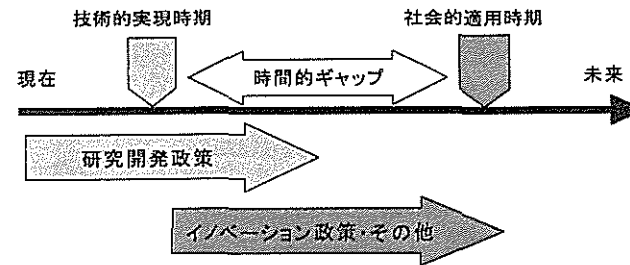 技術的実現時期
社会的適用時期
現在
時間的ギャップ
未来
研究開発政策
イノベーション政策・その他